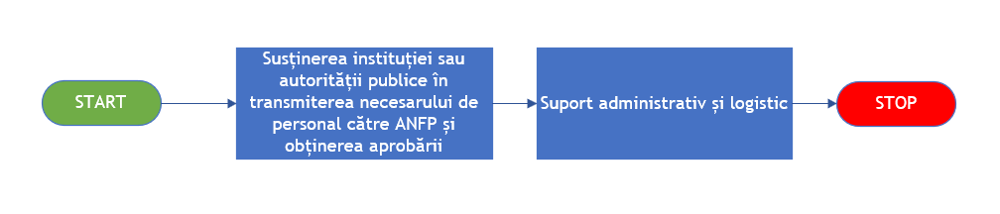 START
Susținerea instituției sau
autorității publice în
transmiterea necesarului de
personal către ANFP și
obținerea aprobării
Suport administrativ și logistic
STOP